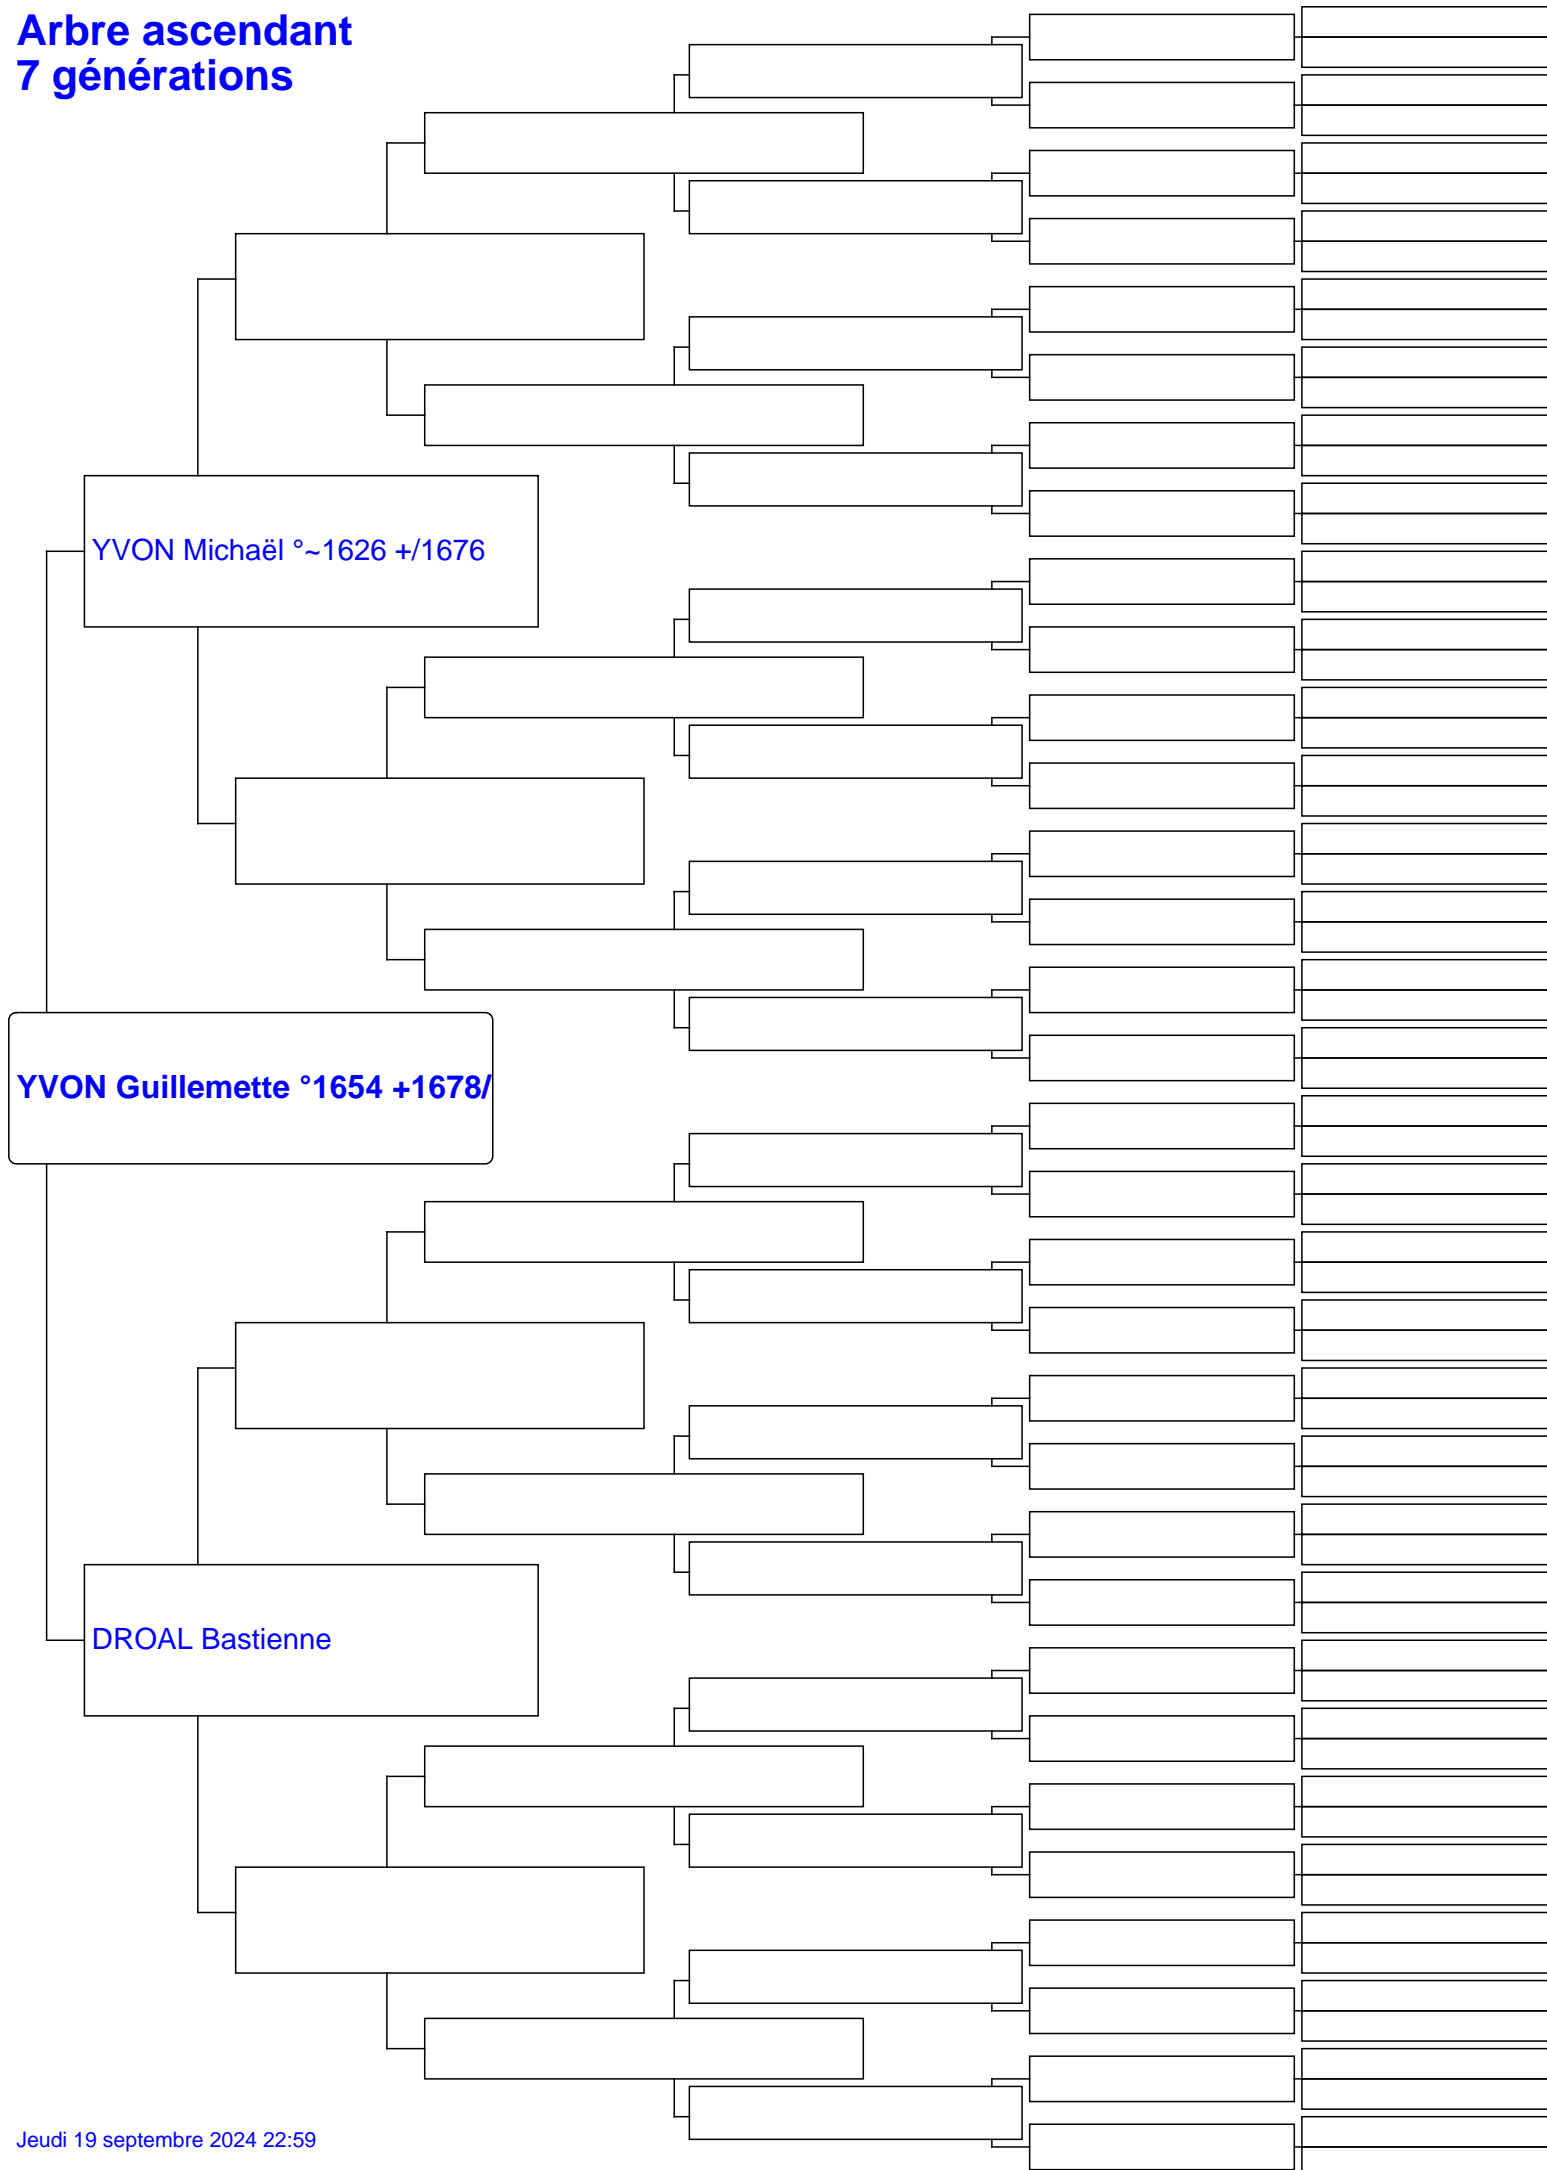 Arbre ascendant
7 générations
YVON Michaël °~1626 +/1676
YVON Guillemette °1654 +1678/
DROAL Bastienne
Jeudi 19 septembre 2024 22:59